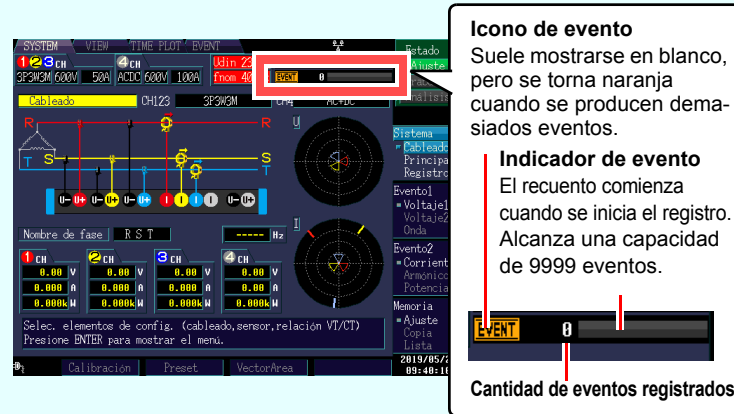 SYSTEM VIEW TIME PLOT EVENT
1 2 3 CH 4 CH Udin 23
3P3W3M 600V 50A ACDC 600V 100A fnom 40
EVENT 0
Estado
Ajuste
Análisis
Cableado CH123 3P3W3M CH4 AC+DC
R R U
S S
T T
U- U+ U- U+ U- U+ I I I I U- U+
Nombre de fase R S T ----- Hz I
1 CH 2 CH 3 CH 4 CH
0.00 V 0.00 V 0.00 V 0.00 V
0.000 A 0.000 A 0.000 A 0.00 A
0.000k W 0.000k W 0.000k W 0.000k W
Selec. elementos de config. (cableado,sensor,relación VT/CT)
Presione ENTER para mostrar el menú.
Calibración Preset VectorArea
Sistema
Cablead
Principa
Registro
Evento1
Voltaje1
Voltaje2
Onda
Evento2
Corrient
Armónic
Potencia
Memoria
Ajuste
Copia
Lista
2019/05/2
09:40:10
Icono de evento
Suele mostrarse en blanco,
pero se torna naranja
cuando se producen dema-
siados eventos.
Indicador de evento
El recuento comienza
cuando se inicia el registro.
Alcanza una capacidad
de 9999 eventos.
EVENT 0
Cantidad de eventos registrados